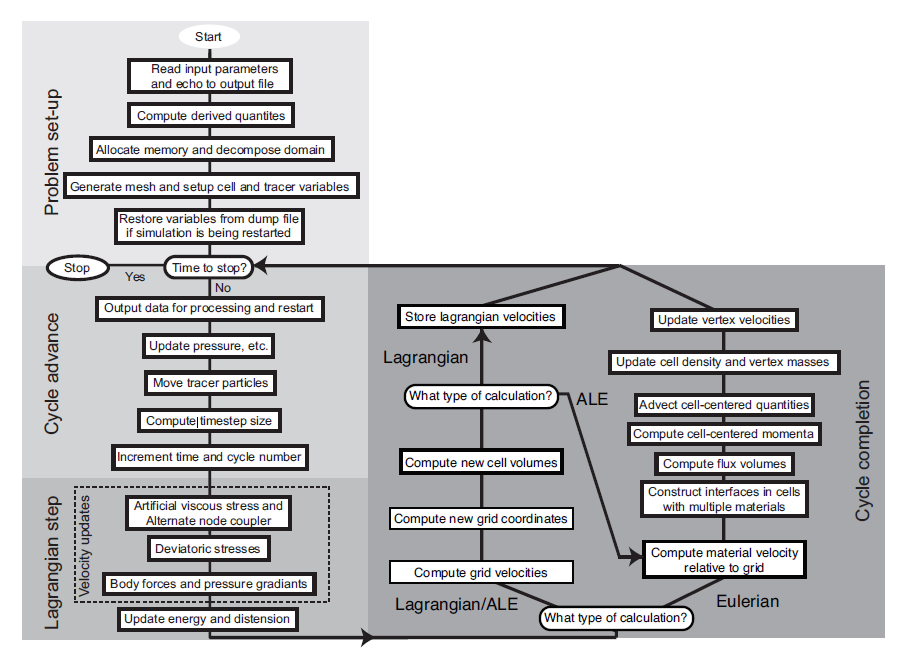 Start
Problem set-up
Read input parameters
and echo to output file
Compute derived quantites
Allocate memory and decompose domain
Generate mesh and setup cell and tracer variables
Restore variables from dump file
if simulation is being restarted
Stop
Yes
Time to stop?
No
Cycle advance
Output data for processing and restart
Update pressure, etc.
Move tracer particles
Compute|timestep size
Increment time and cycle number
Lagrangian step
Velocity updates
Artificial viscous stress and
Alternate node coupler
Deviatoric stresses
Body forces and pressure gradiants
Update energy and distension
Store lagrangian velocities
Lagrangian
What type of calculation?
ALE
Compute new cell volumes
Compute new grid coordinates
Compute grid velocities
Lagrangian/ALE
What type of calculation?
Eulerian
Update vertex velocities
Update cell density and vertex masses
Advect cell-centered quantities
Compute cell-centered momenta
Compute flux volumes
Construct interfaces in cells
with multiple materials
Compute material velocity
relative to grid
Cycle completion